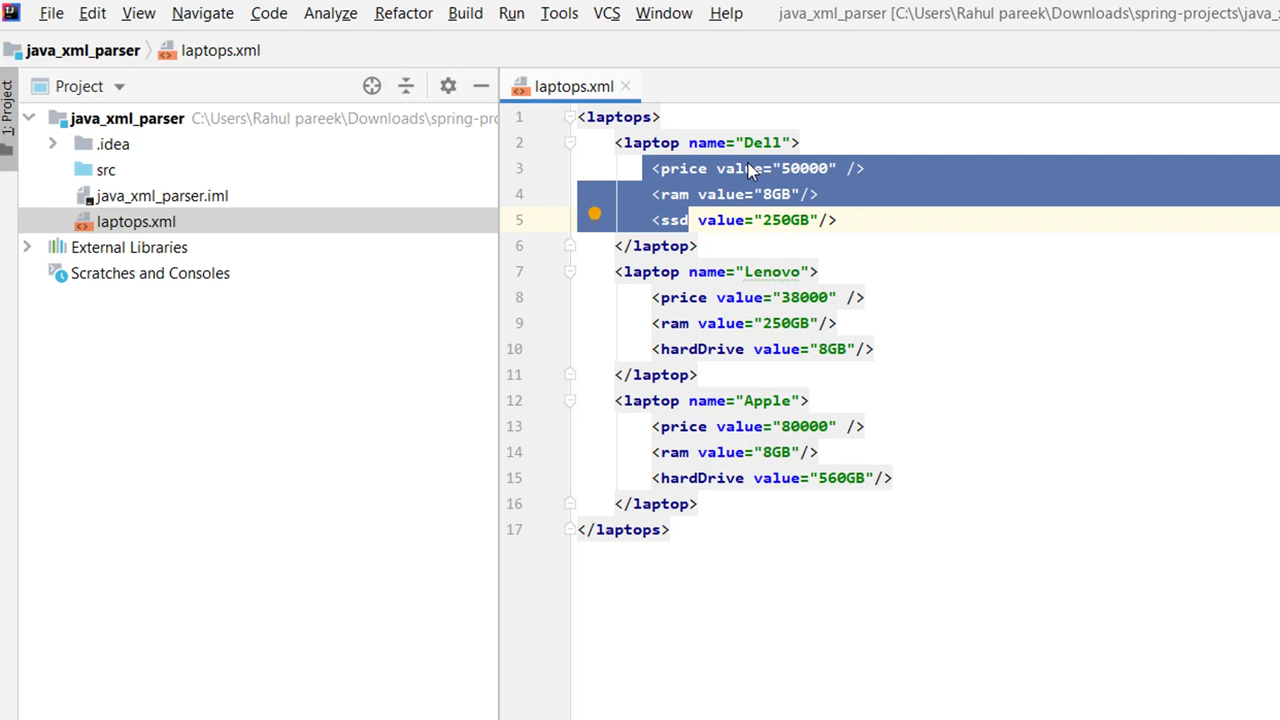 File Edit View Navigate Code Analyze Refactor Build Run Tools VCS Window Help java_xml_parser [C:\Users\Rahul pareek\Downloads\spring-projects\java_
java_xml_parser laptops.xml
1: Project
Project
laptops.xml
java_xml_parser C:\Users\Rahul pareek\Downloads\spring-pro
.idea
src
java_xml_parser.iml
laptops.xml
External Libraries
Scratches and Consoles
1 <laptops>
2 <laptop name="Dell">
3 <price value="50000" />
4 <ram value="8GB"/>
5 <ssd value="250GB"/>
6 </laptop>
7 <laptop name="Lenovo">
8 <price value="38000" />
9 <ram value="250GB"/>
10 <hardDrive value="8GB"/>
11 </laptop>
12 <laptop name="Apple">
13 <price value="80000" />
14 <ram value="8GB"/>
15 <hardDrive value="560GB"/>
16 </laptop>
17 </laptops>